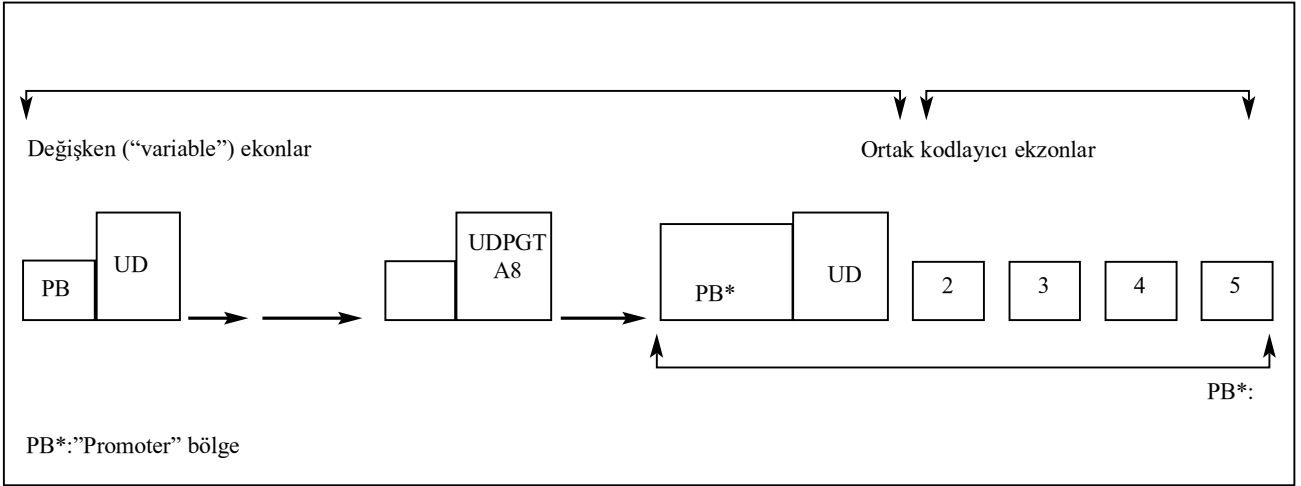 Değişken (“variable”) ekonlar
Ortak kodlayıcı ekzonlar
PB
UD
UDPGT
A8
PB*
UD
2
3
4
5
PB*:
PB*:”Promoter” bölge